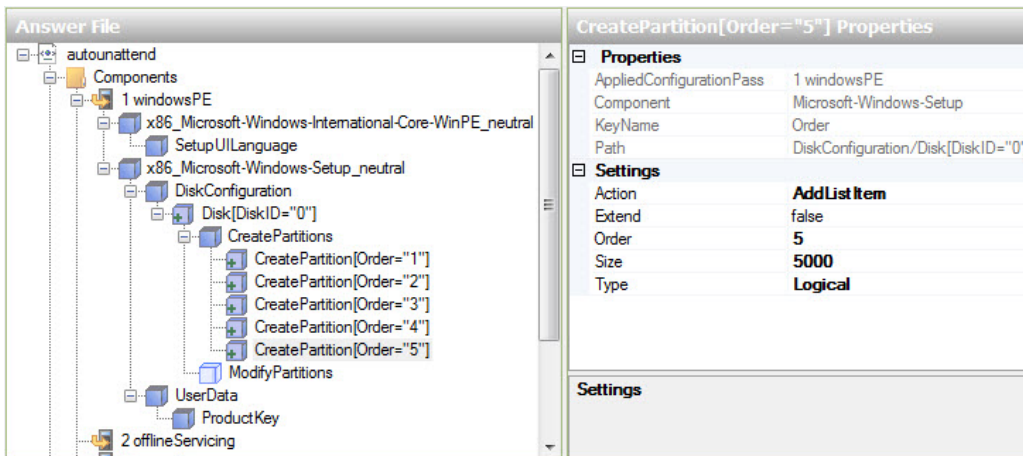 Answer File
autounattend
Components
1 windowsPE
x86_Microsoft-Windows-International-Core-WinPE_neutral
SetupUILanguage
x86_Microsoft-Windows-Setup_neutral
DiskConfiguration
Disk[DiskID="0"]
CreatePartitions
CreatePartition[Order="1"]
CreatePartition[Order="2"]
CreatePartition[Order="3"]
CreatePartition[Order="4"]
CreatePartition[Order="5"]
ModifyPartitions
UserData
ProductKey
2 offlineServicing
CreatePartition[Order="5"] Properties
Properties
AppliedConfigurationPass 1 windowsPE
Component Microsoft-Windows-Setup
KeyName Order
Path DiskConfiguration/Disk[DiskID="0"
Settings
Action AddListItem
Extend false
Order 5
Size 5000
Type Logical
Settings